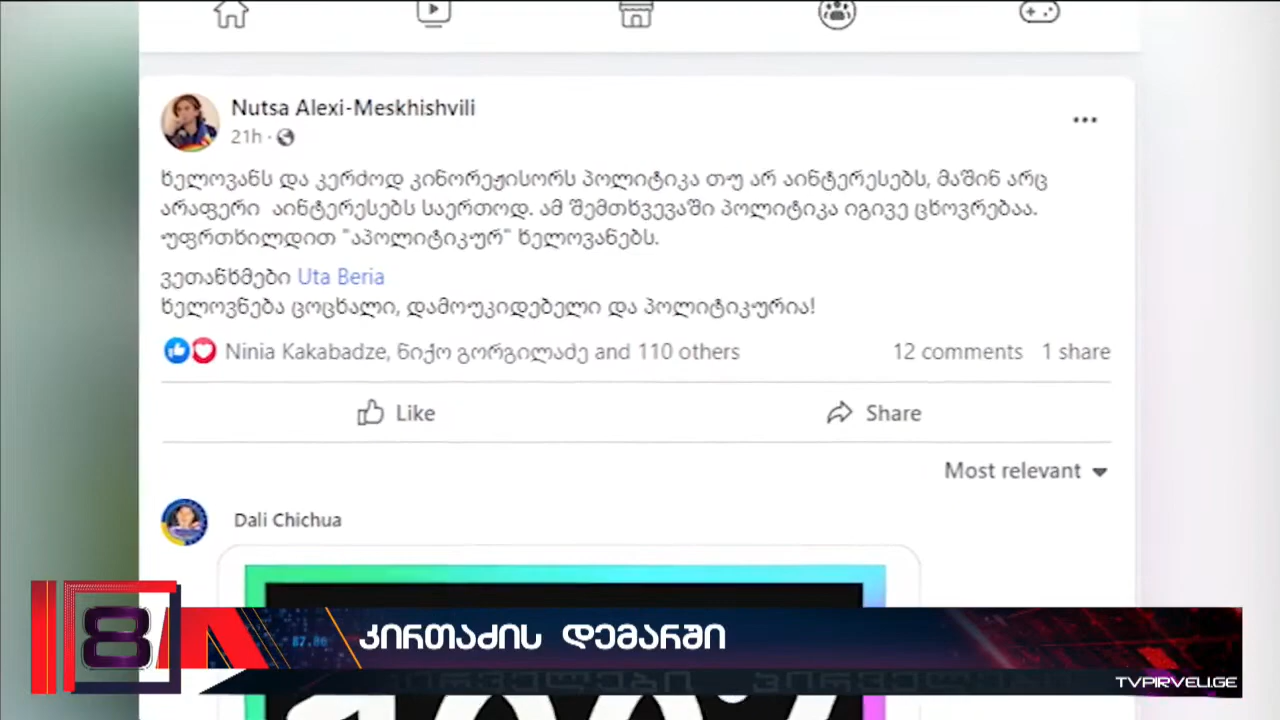 Nutsa Alexi-Meskhishvili
21h ·
ხელოვანს და კერძოდ კინორეჟისორს პოლიტიკა თუ არ აინტერესებს, მაშინ არც
არაფერი აინტერესებს საერთოდ. ამ შემთხვევაში პოლიტიკა იგივე ცხოვრებაა.
უფრთხილდით "აპოლიტიკურ" ხელოვანებს.
ვეთანხმები Uta Beria
ხელოვნება ცოცხალი, დამოუკიდებელი და პოლიტიკურია!
Ninia Kakabadze, ნიქო გორგილაძე and 110 others 12 comments 1 share
Like Share
Most relevant
Dali Chichua
8
კირთაძის დემარში
TVPIRVELI.GE